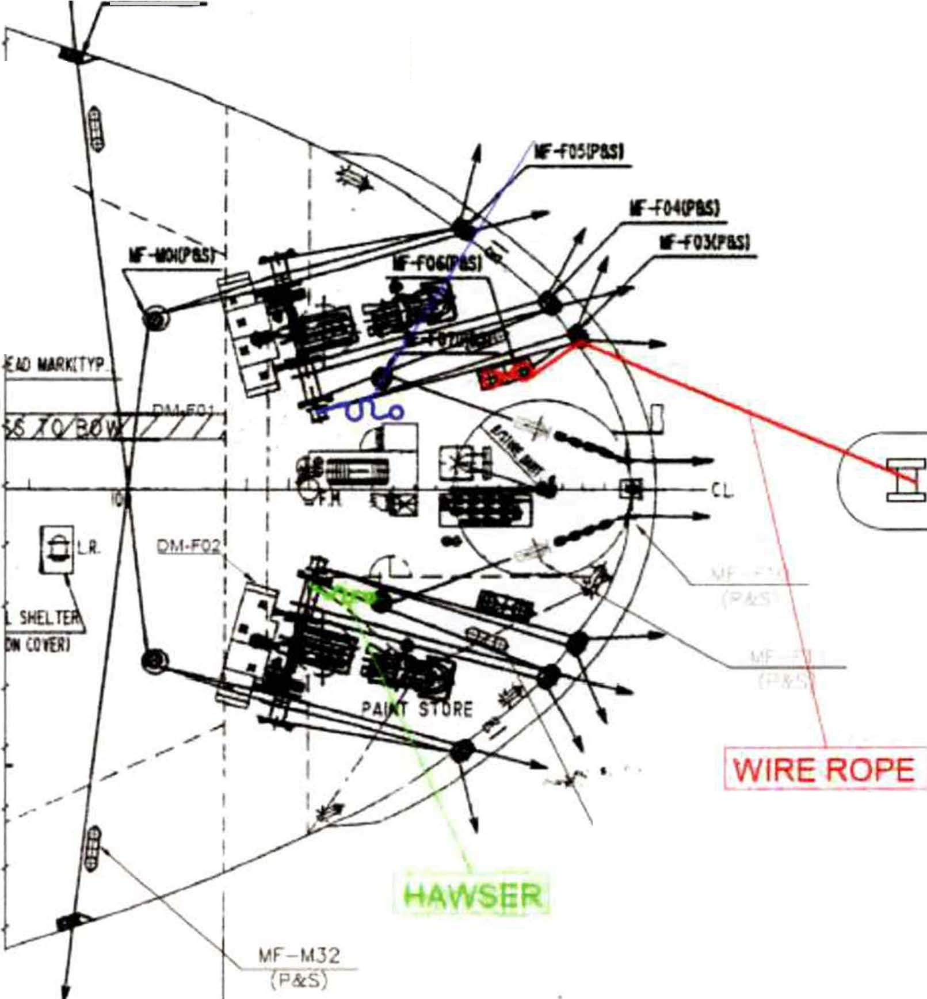 MF-F05(P&S)
MF-F04(P&S)
MF-F03(P&S)
MF-M01(P&S)
MF-F06(P&S)
EAD MARK(TYP.
DM-F01
SS TO/BOW
F.H
CL
10
L.R.
DM-F02
(P&S)
L SHELTER
ON COVER)
(P&S)
PAINT STORE
WIRE ROPE
HAWSER
MF-M32
(P&S)